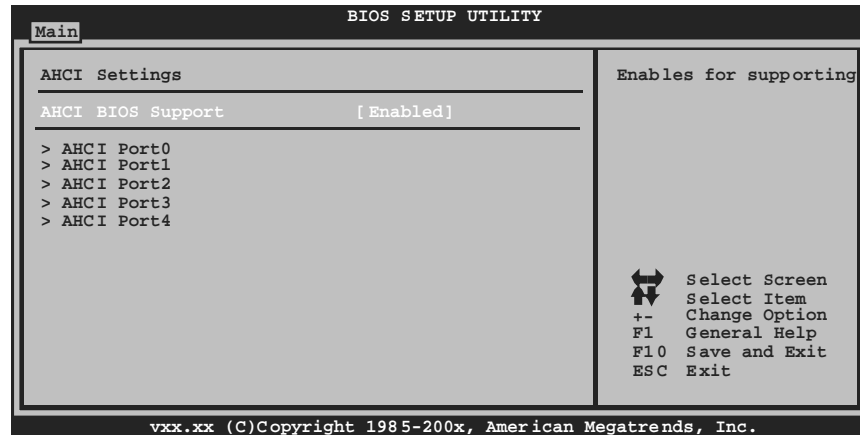 BIOS SETUP UTILITY
Main
AHCI Settings
AHCI BIOS Support [Enabled]
> AHCI Port0
> AHCI Port1
> AHCI Port2
> AHCI Port3
> AHCI Port4
Enables for supporting
Select Screen
Select Item
+- Change Option
F1 General Help
F10 Save and Exit
ESC Exit
vxx.xx (C)Copyright 1985-200x, American Megatrends, Inc.